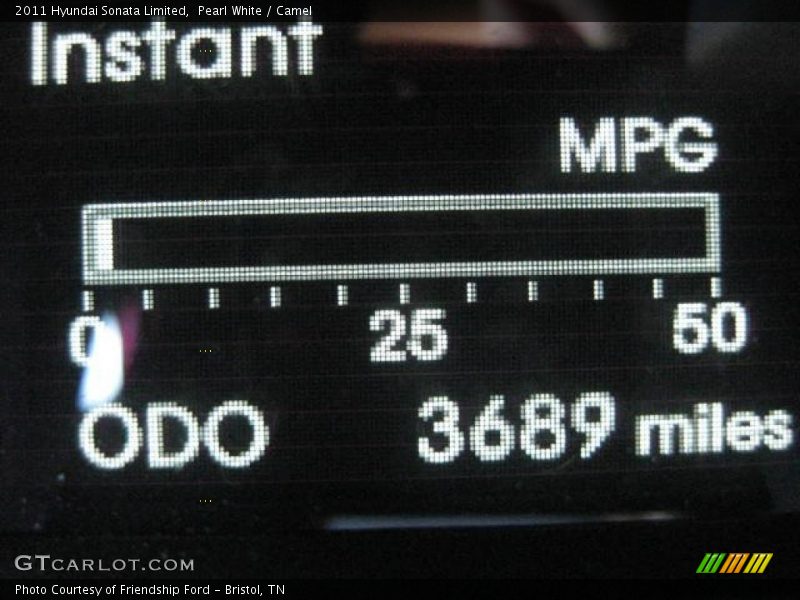 2011 Hyundai Sonata Limited, Pearl White / Camel
Instant
MPG
0 25 50
ODO 3689 miles
GTCARLOT.COM
Photo Courtesy of Friendship Ford - Bristol, TN